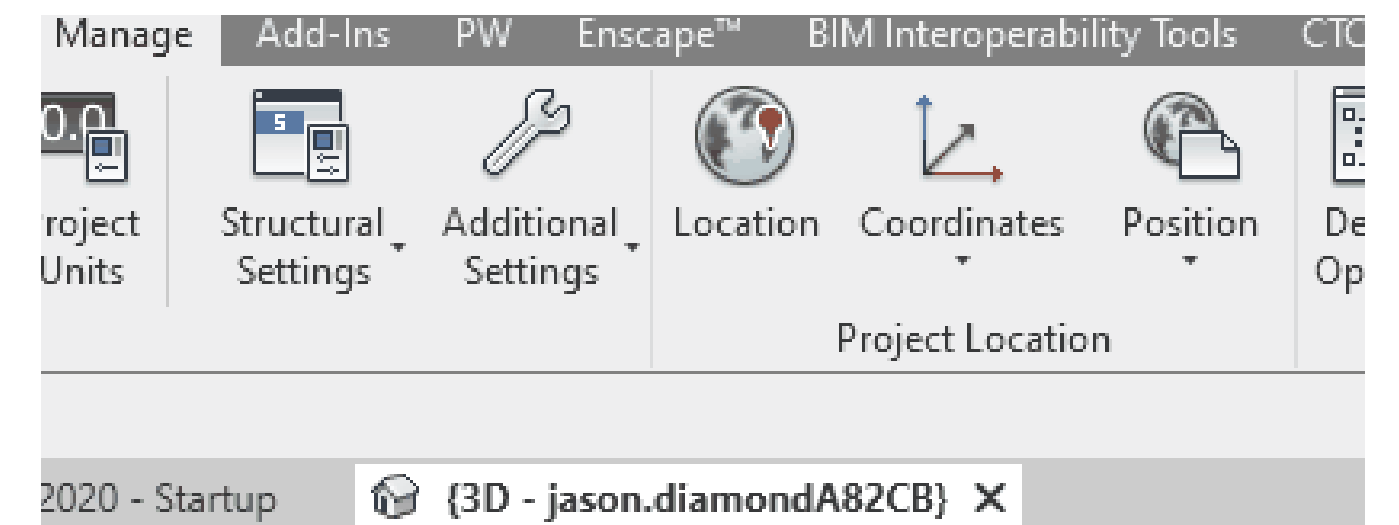 Manage Add-Ins PW Enscape™ BIM Interoperability Tools CTC
0.0 S
roject Structural Additional Location Coordinates Position De
Units Settings Settings Op
Project Location
2020 - Startup {3D - jason.diamondA82CB} X